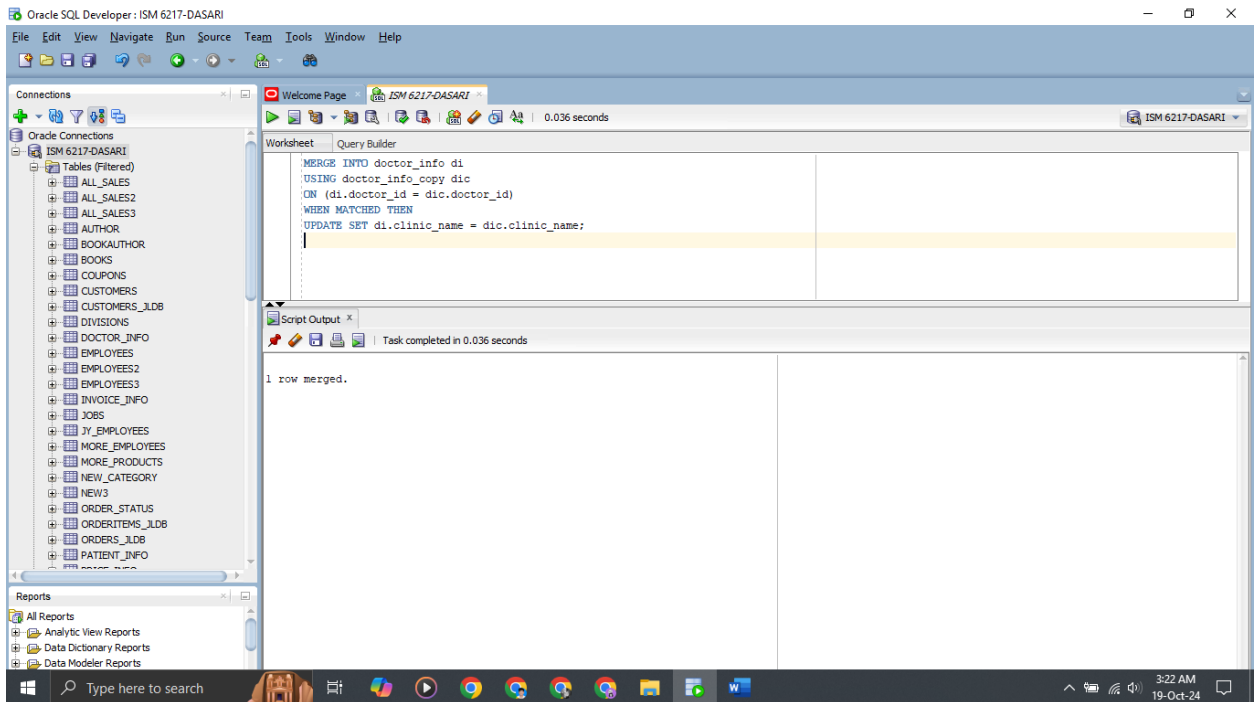 Oracle SQL Developer : ISM 6217-DASARI
File Edit View Navigate Run Source Team Tools Window Help
Connections
Oracle Connections
ISM 6217-DASARI
Tables (Filtered)
ALL_SALES
ALL_SALES2
ALL_SALES3
AUTHOR
BOOKAUTHOR
BOOKS
COUPONS
CUSTOMERS
CUSTOMERS_JLDB
DIVISIONS
DOCTOR_INFO
EMPLOYEES
EMPLOYEES2
EMPLOYEES3
INVOICE_INFO
JOBS
JY_EMPLOYEES
MORE_EMPLOYEES
MORE_PRODUCTS
NEW_CATEGORY
NEW3
ORDER_STATUS
ORDERITEMS_JLDB
ORDERS_JLDB
PATIENT_INFO
Reports
All Reports
Analytic View Reports
Data Dictionary Reports
Data Modeler Reports
Welcome Page
ISM 6217-DASARI
0.036 seconds
ISM 6217-DASARI
Worksheet Query Builder
MERGE INTO doctor_info di
USING doctor_info_copy dic
ON (di.doctor_id = dic.doctor_id)
WHEN MATCHED THEN
UPDATE SET di.clinic_name = dic.clinic_name;
Script Output
Task completed in 0.036 seconds
1 row merged.
Type here to search
3:22 AM
19-Oct-24